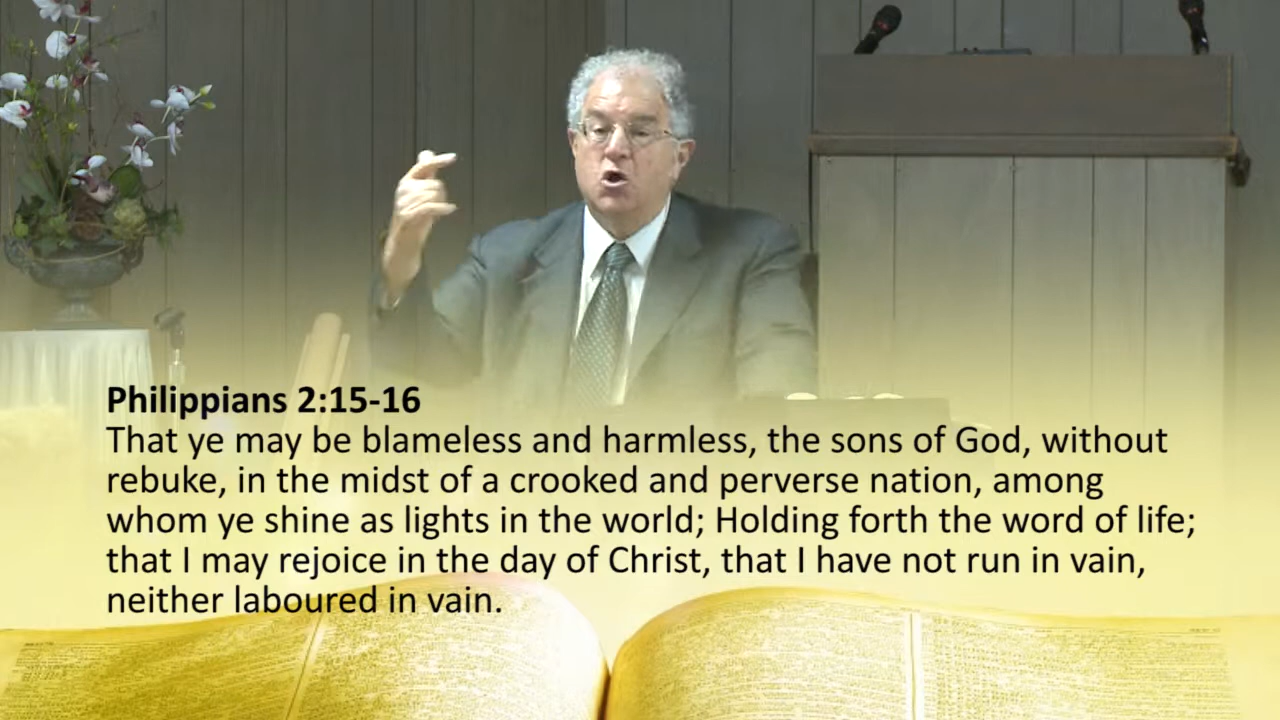 Philippians 2:15-16
That ye may be blameless and harmless, the sons of God, without
rebuke, in the midst of a crooked and perverse nation, among
whom ye shine as lights in the world; Holding forth the word of life;
that I may rejoice in the day of Christ, that I have not run in vain,
neither laboured in vain.